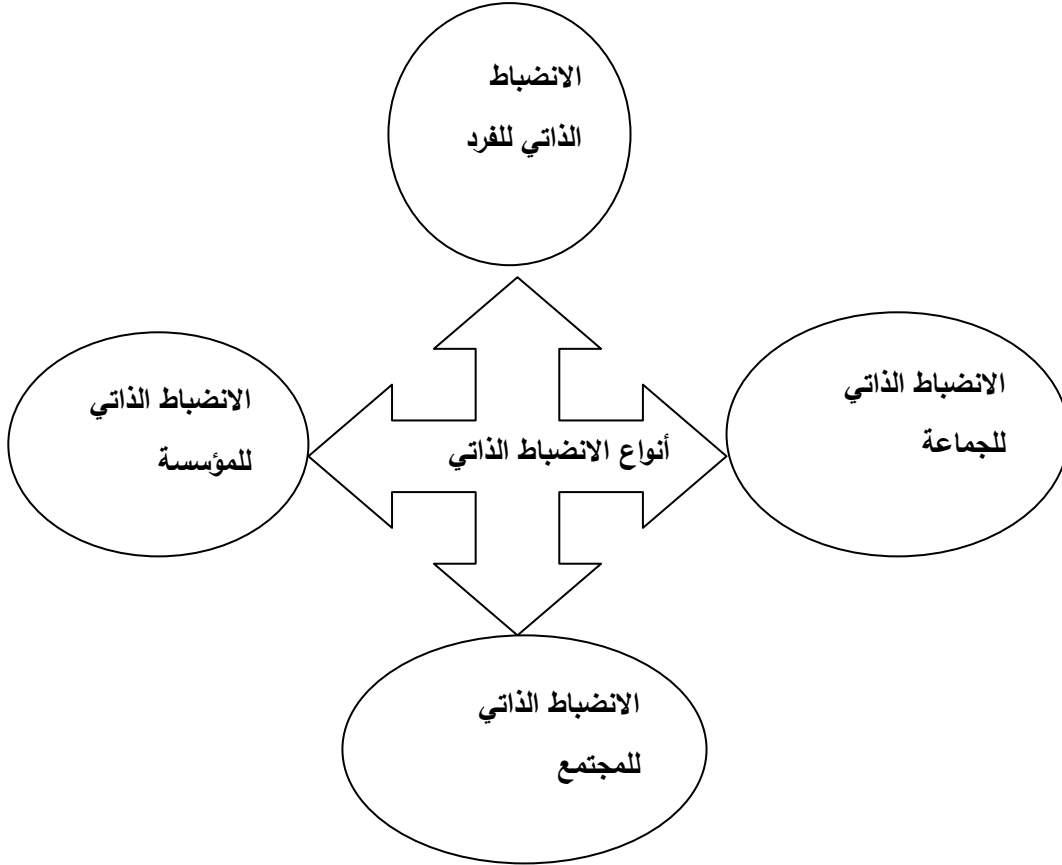 الانضباط
الذاتي للفرد
الانضباط الذاتي
للجماعة
أنواع الانضباط الذاتي
الانضباط الذاتي
للمؤسسة
الانضباط الذاتي
للمجتمع